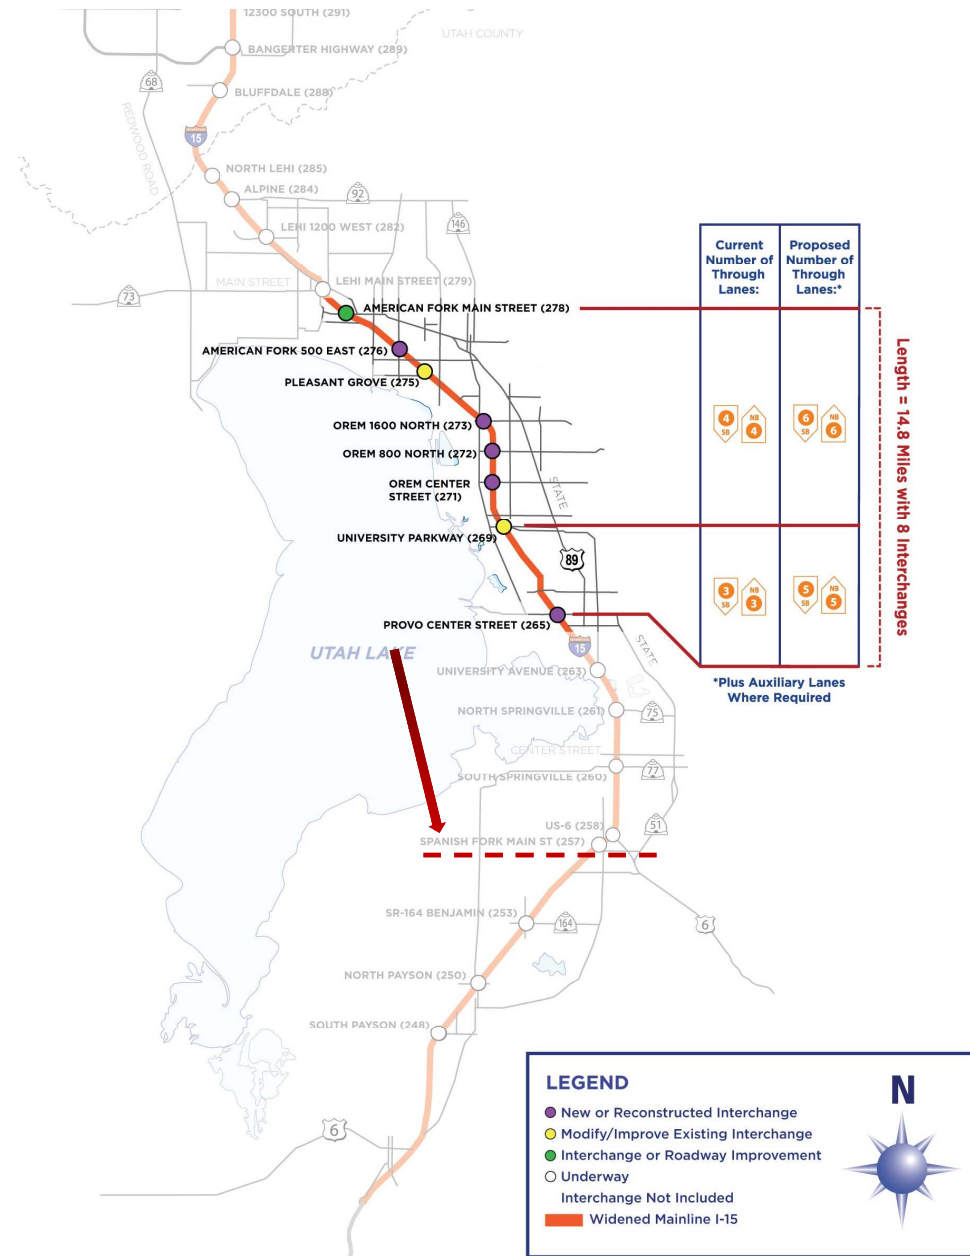 12300 SOUTH (291)
UTAH COUNTY
BANGERTER HIGHWAY (289)
68
BLUFFDALE (288)
REDWOOD ROAD
15
NORTH LEHI (285)
ALPINE (284)
92
146
LEHI 1200 WEST (282)
MAIN STREET
LEHI MAIN STREET (279)
73
AMERICAN FORK MAIN STREET (278)
AMERICAN FORK 500 EAST (276)
PLEASANT GROVE (275)
OREM 1600 NORTH (273)
OREM 800 NORTH (272)
OREM CENTER
STREET (271)
STATE
UNIVERSITY PARKWAY (269)
89
PROVO CENTER STREET (265)
15
STATE
UTAH LAKE
UNIVERSITY AVENUE (263)
NORTH SPRINGVILLE (261)
75
CENTER STREET
77
SOUTH SPRINGVILLE (260)
US-6 (258)
51
SPANISH FORK MAIN ST (257)
SR-164 BENJAMIN (253)
164
6
NORTH PAYSON (250)
SOUTH PAYSON (248)
6
Current
Number of
Through
Lanes:
Proposed
Number of
Through
Lanes:*
4
SB
NB
4
6
SB
NB
6
3
SB
NB
3
5
SB
NB
5
*Plus Auxiliary Lanes
Where Required
Length = 14.8 Miles with 8 Interchanges
LEGEND
New or Reconstructed Interchange
Modify/Improve Existing Interchange
Interchange or Roadway Improvement
Underway
Interchange Not Included
Widened Mainline I-15
N